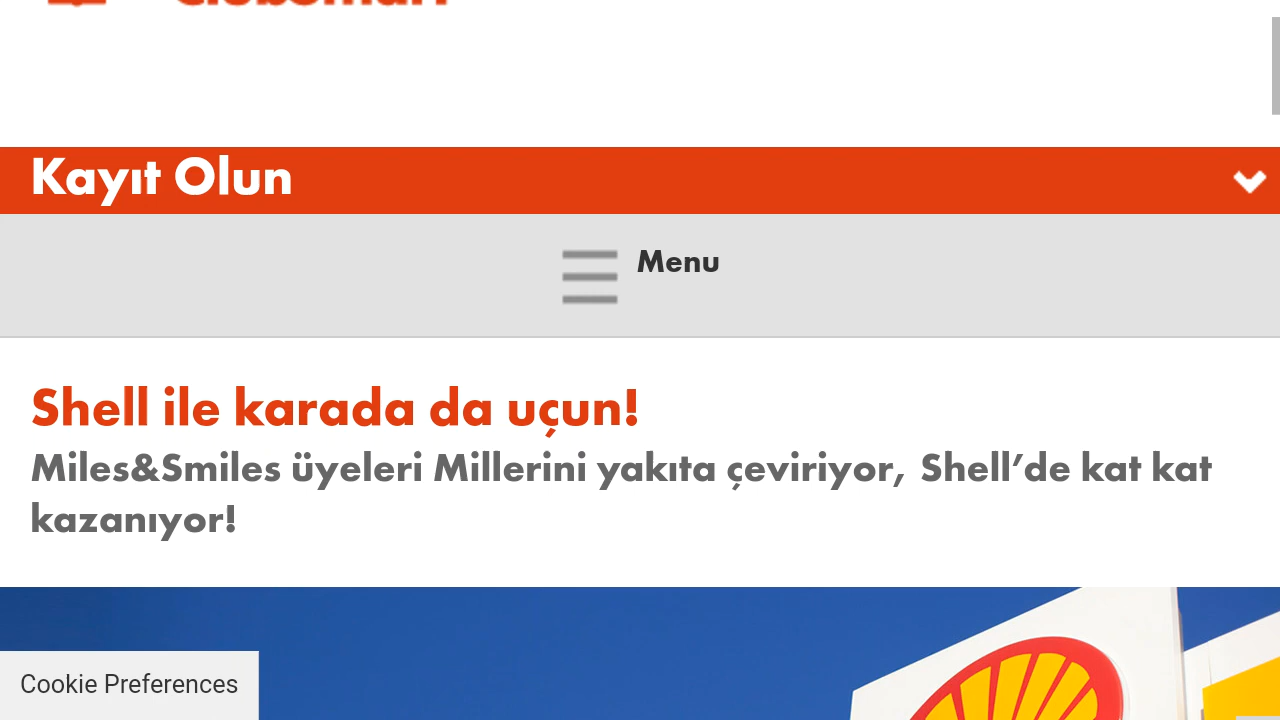 Kayıt Olun
Menu
Shell ile karada da uçun!
Miles&Smiles üyeleri Millerini yakıta çeviriyor, Shell’de kat kat
kazanıyor!
Cookie Preferences